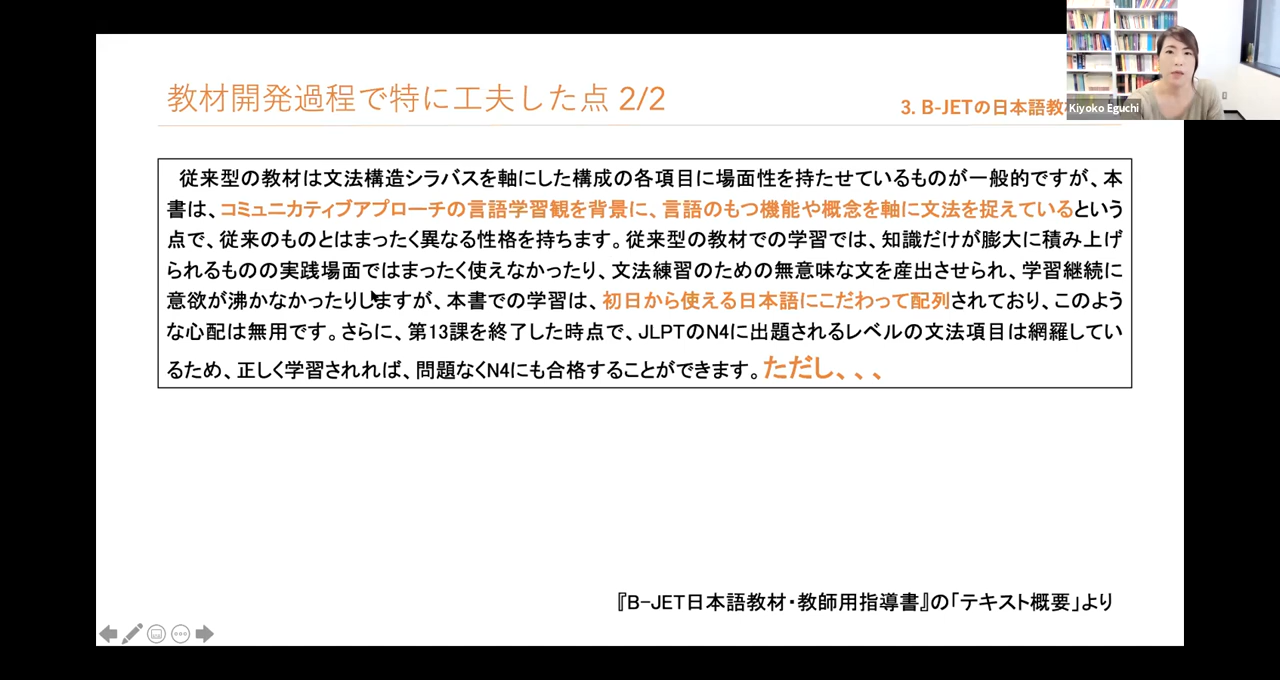 教材開発過程で特に工夫した点 2/2
3. B-JETの日本語教
Kiyoko Eguchi
従来型の教材は文法構造シラバスを軸にした構成の各項目に場面性を持たせているものが一般的ですが、本
書は、コミュニカティブアプローチの言語学習観を背景に、言語のもつ機能や概念を軸に文法を捉えているという
点で、従来のものとはまったく異なる性格を持ちます。従来型の教材での学習では、知識だけが膨大に積み上げ
られるものの実践場面ではまったく使えなかったり、文法練習のための無意味な文を産出させられ、学習継続に
意欲が沸かなかったりしますが、本書での学習は、初日から使える日本語にこだわって配列されており、このよう
な心配は無用です。さらに、第13課を終了した時点で、JLPTのN4に出題されるレベルの文法項目は網羅してい
るため、正しく学習されれば、問題なくN4にも合格することができます。ただし、、、
『B-JET日本語教材・教師用指導書』の「テキスト概要」より